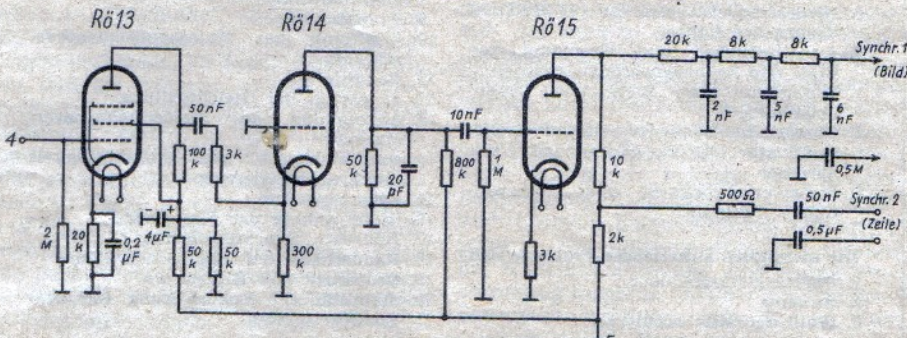 Rö13
Rö14
Rö15
20k
8k
8k
Synchr. 1
(Bild)
2
nF
5
nF
6
nF
50nF
10nF
4
100
k
3k
50
k
20
pF
800
k
1
M
10
k
0,5M
500Ω
50nF
Synchr. 2
(Zeile)
0,5µF
2
M
20
k
0,2
µF
4µF
- +
50
k
50
k
300
k
3k
2k